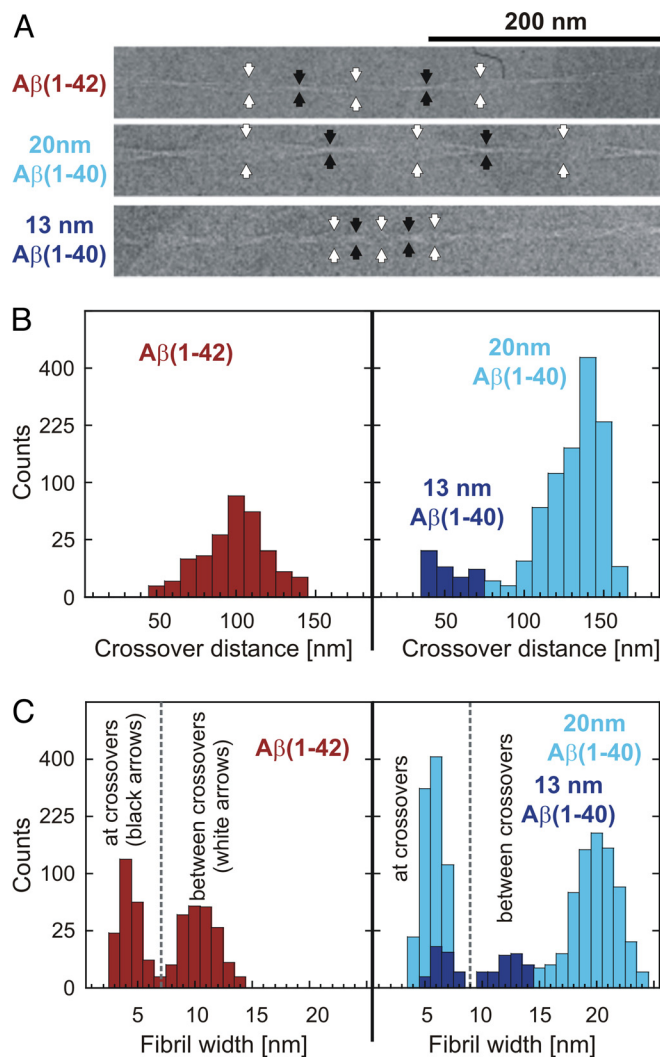 A
200 nm
Aβ(1-42)
20nm
Aβ(1-40)
13 nm
Aβ(1-40)
B
Counts
400
225
100
25
0
Aβ(1-42)
20nm
Aβ(1-40)
13 nm
Aβ(1-40)
50 100 150 50 100 150
Crossover distance [nm] Crossover distance [nm]
C
Counts
400
225
100
25
0
at crossovers
(black arrows)
between crossovers
(white arrows)
Aβ(1-42)
at crossovers
between crossovers
20nm
Aβ(1-40)
13 nm
Aβ(1-40)
5 10 15 20 5 10 15 20
Fibril width [nm] Fibril width [nm]